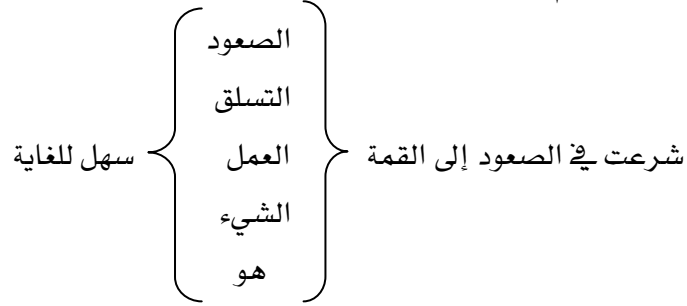 الصعود
التسلق
شرعت في الصعود إلى القمة العمل سهل للغاية
الشيء
هو